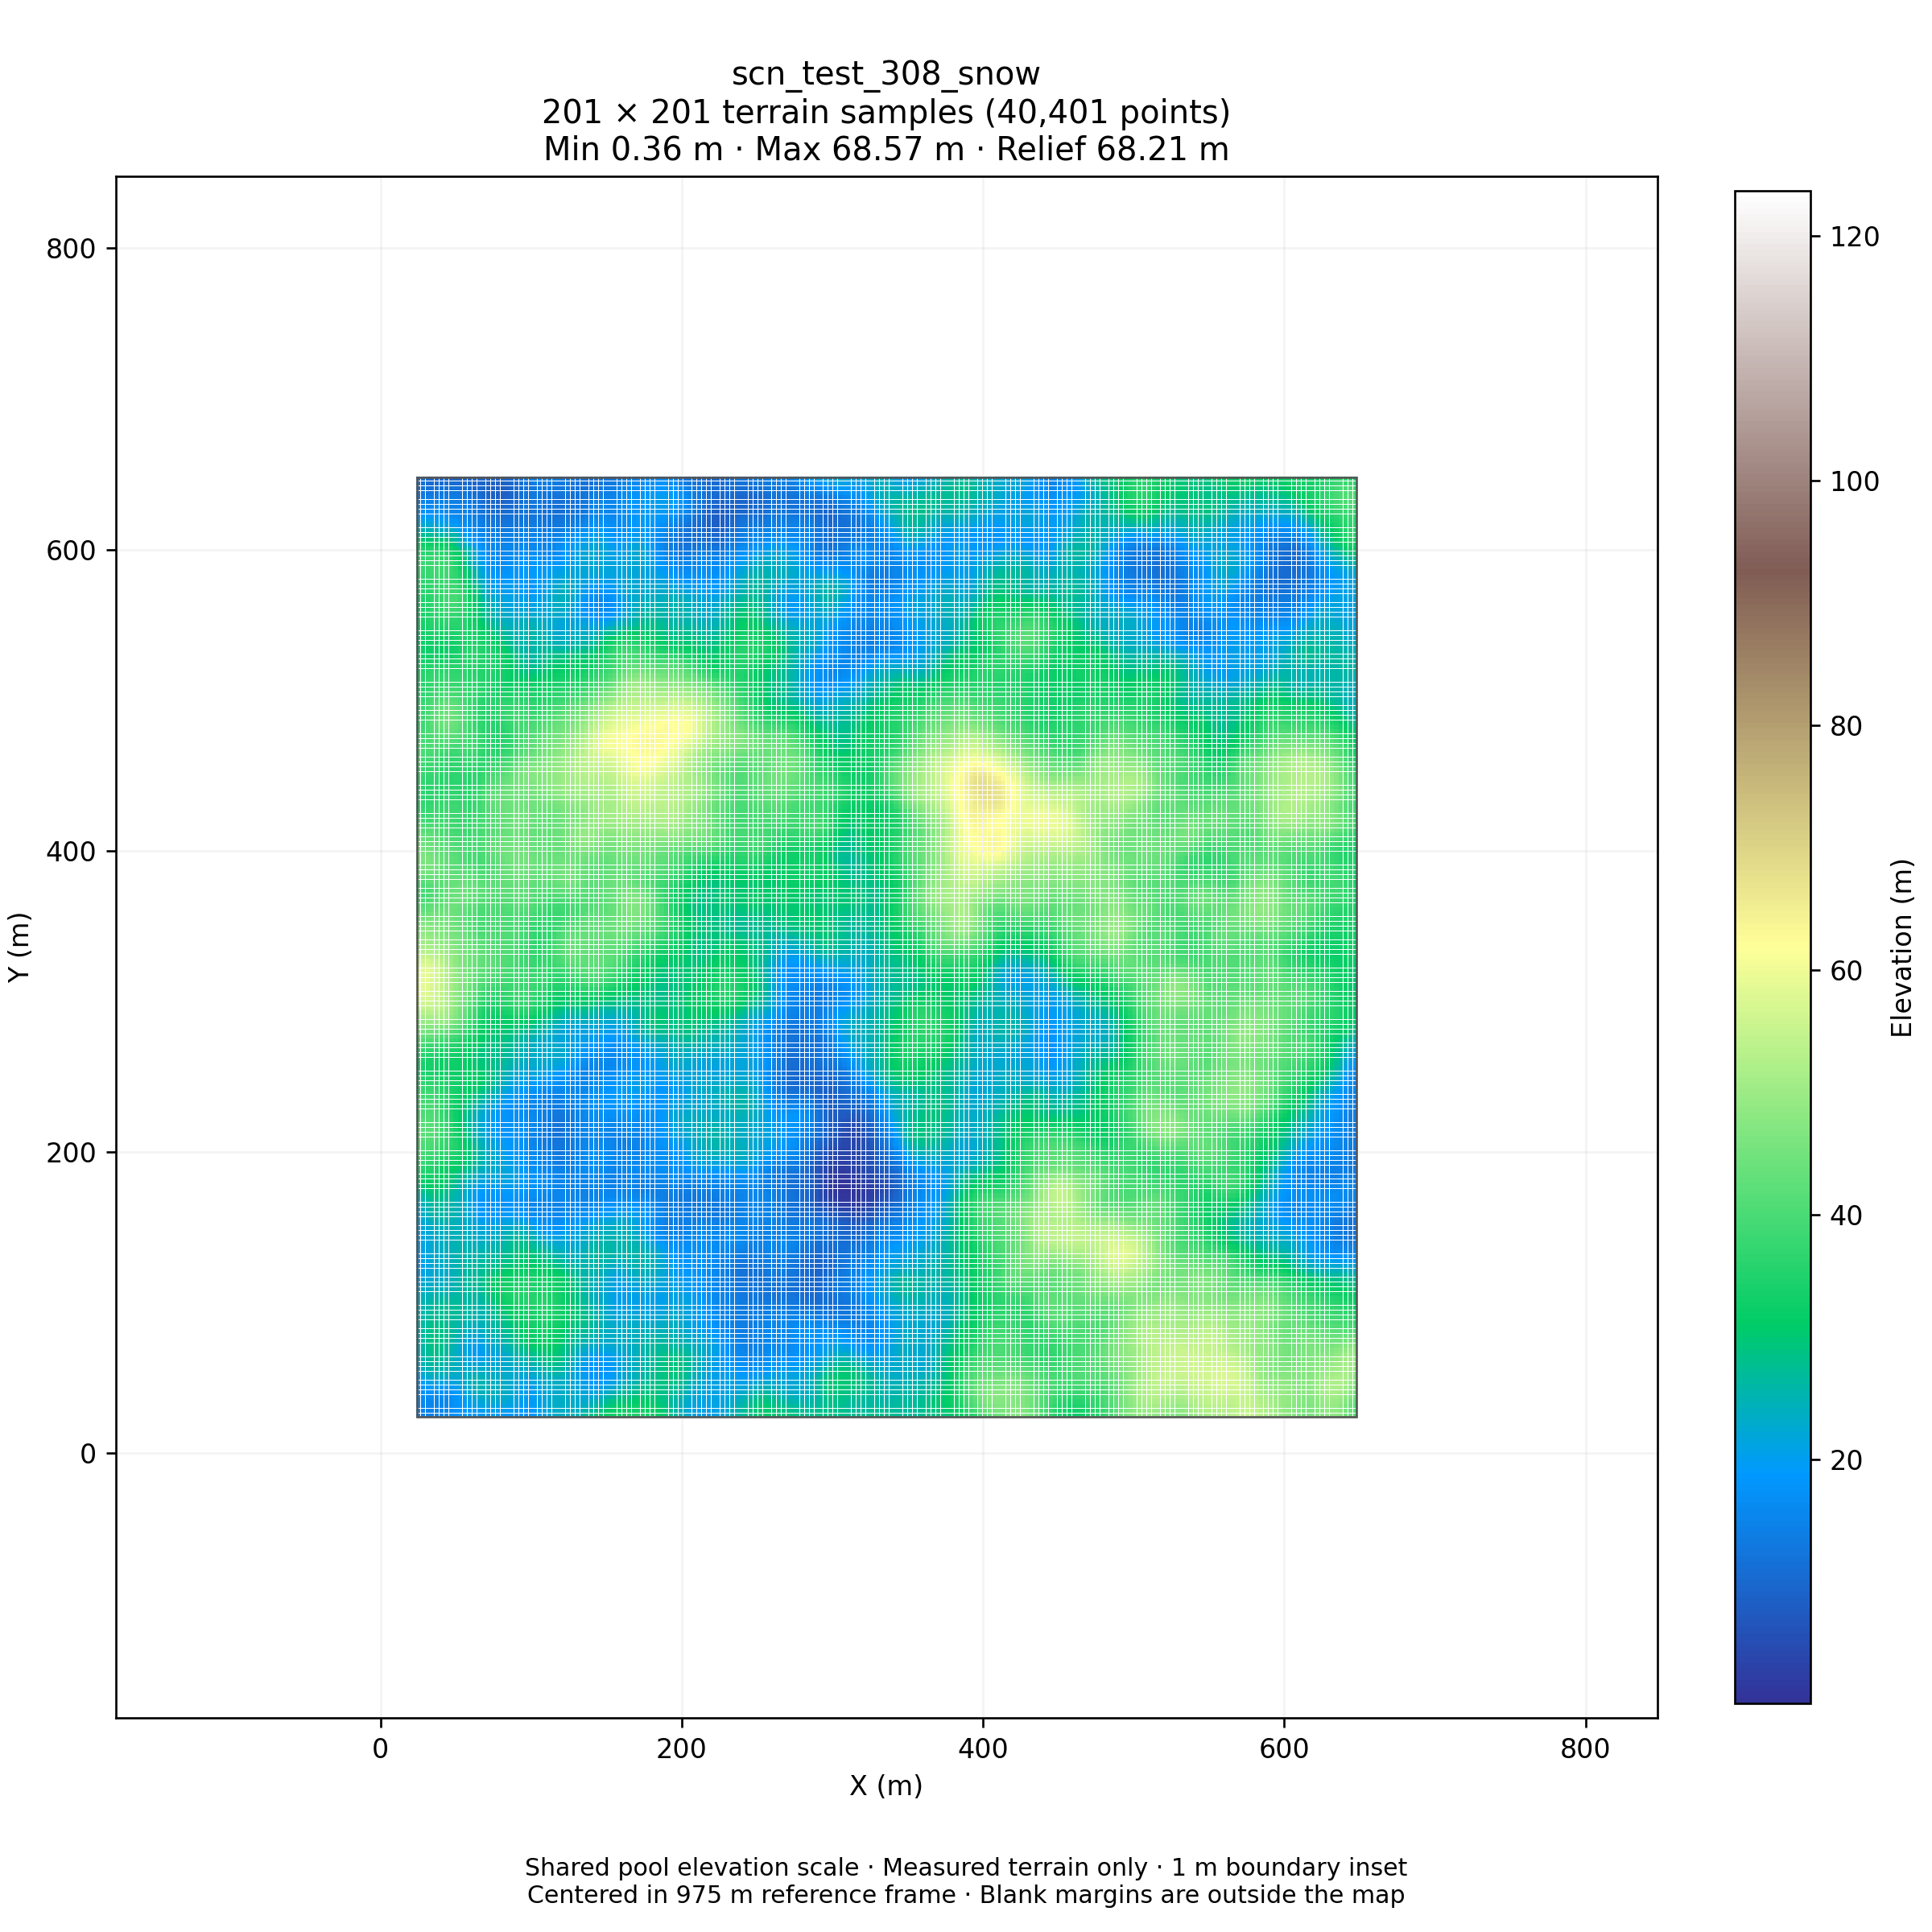 scn_test_308_snow
201 × 201 terrain samples (40,401 points)
Min 0.36 m · Max 68.57 m · Relief 68.21 m
800
600
400
200
0
Y (m)
0
200
400
600
800
X (m)
120
100
80
60
40
20
Elevation (m)
Shared pool elevation scale · Measured terrain only · 1 m boundary inset
Centered in 975 m reference frame · Blank margins are outside the map